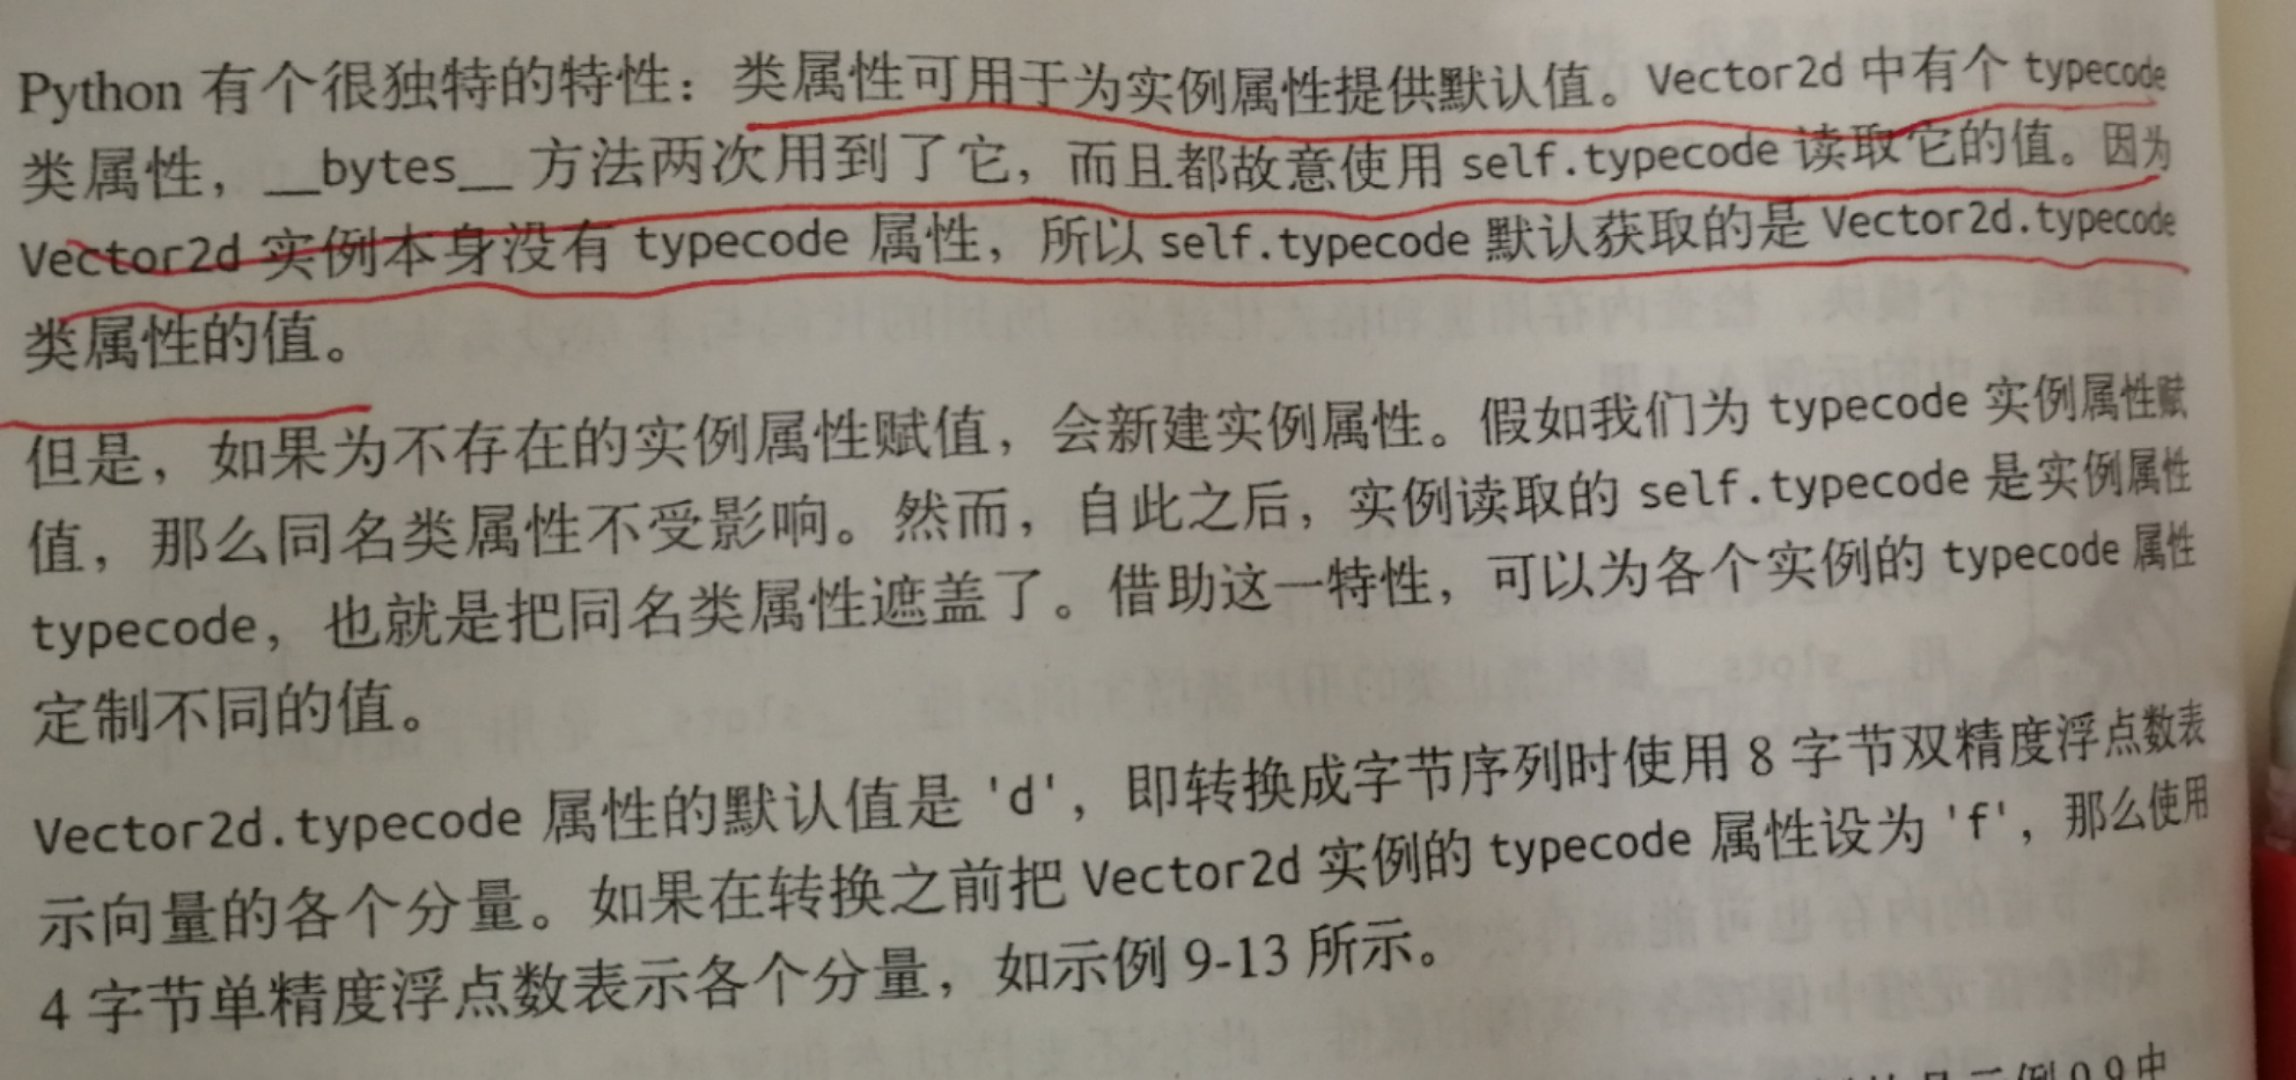 Python 有个很独特的特性：类属性可用于为实例属性提供默认值。Vector2d 中有个 typecode
类属性，__bytes__ 方法两次用到了它，而且都故意使用 self.typecode 读取它的值。因为
Vector2d 实例本身没有 typecode 属性，所以 self.typecode 默认获取的是 Vector2d.typecode
类属性的值。
但是，如果为不存在的实例属性赋值，会新建实例属性。假如我们为 typecode 实例属性赋
值，那么同名类属性不受影响。然而，自此之后，实例读取的 self.typecode 是实例属性
typecode，也就是把同名类属性遮盖了。借助这一特性，可以为各个实例的 typecode 属性
定制不同的值。
Vector2d.typecode 属性的默认值是 'd'，即转换成字节序列时使用 8 字节双精度浮点数表
示向量的各个分量。如果在转换之前把 Vector2d 实例的 typecode 属性设为 'f'，那么使用
4 字节单精度浮点数表示各个分量，如示例 9-13 所示。